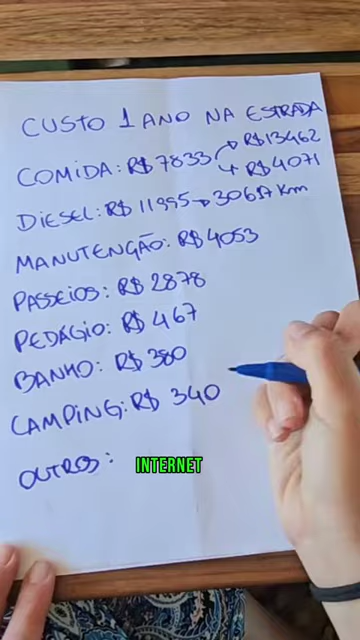 CUSTO 1 ANO NA ESTRADA
COMIDA: R$ 7833 → R$ 13462
→ R$ 4071
DIESEL: R$ 11995 → 30617 Km
MANUTENÇÃO: R$ 4053
PASSEIOS: R$ 2878
PEDÁGIO: R$ 467
BANHO: R$ 380
CAMPING: R$ 340
OUTROS:
INTERNET